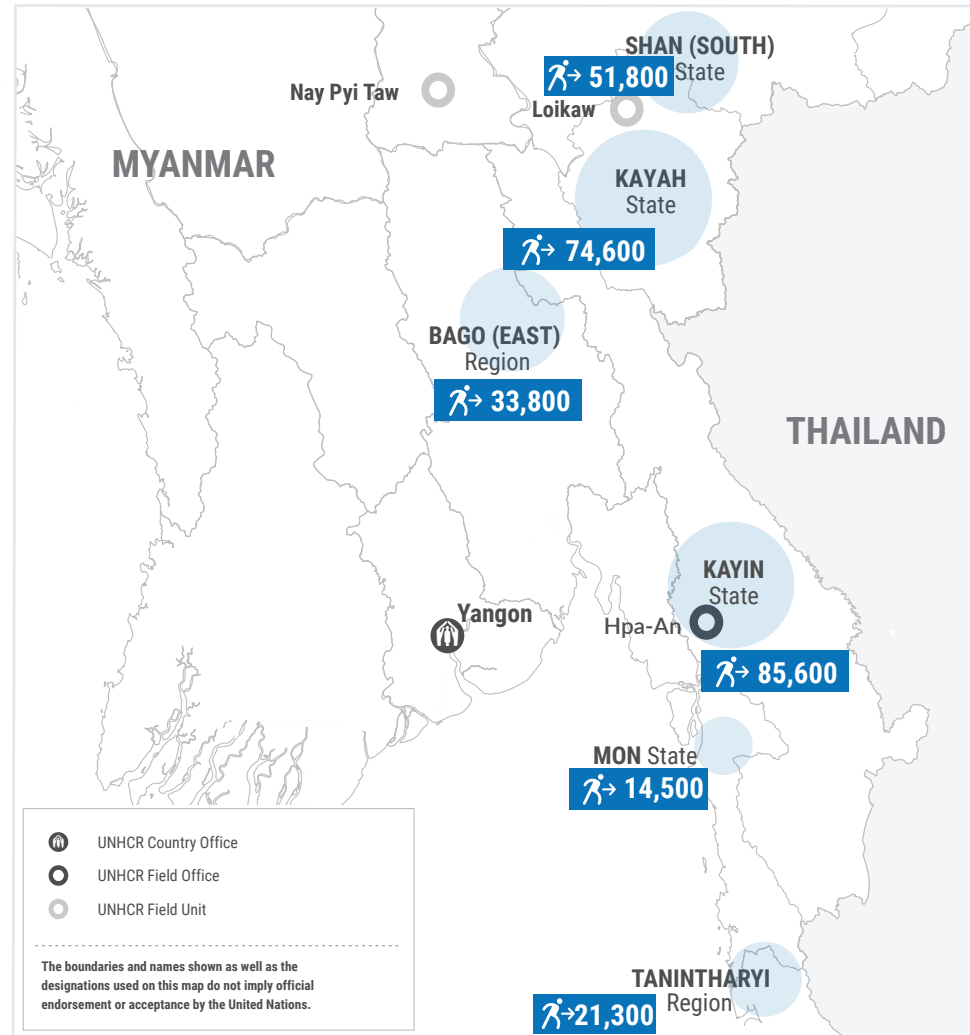 SHAN (SOUTH)
State
51,800
Nay Pyi Taw
Loikaw
MYANMAR
KAYAH
State
74,600
BAGO (EAST)
Region
33,800
THAILAND
KAYIN
State
Yangon
Hpa-An
85,600
MON State
14,500
UNHCR Country Office
UNHCR Field Office
UNHCR Field Unit
The boundaries and names shown as well as the
designations used on this map do not imply official
endorsement or acceptance by the United Nations.
TANINTHARYI
Region
21,300